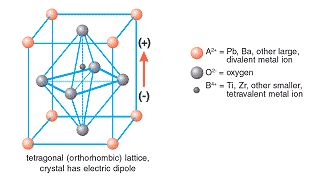 (+)
(-)
A²⁺ = Pb, Ba, other large,
divalent metal ion
O²⁻ = oxygen
B⁴⁺ = Ti, Zr, other smaller,
tetravalent metal ion
tetragonal (orthorhombic) lattice,
crystal has electric dipole